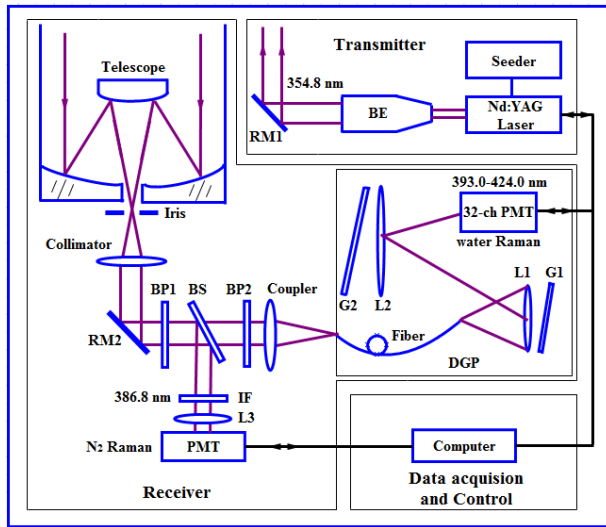 Transmitter
Telescope
354.8 nm
Seeder
BE
Nd:YAG
Laser
RM1
393.0-424.0 nm
32-ch PMT
water Raman
Iris
Collimator
L1
G1
BP1
BS
BP2
Coupler
G2
L2
RM2
Fiber
DGP
386.8 nm
IF
L3
N₂ Raman
PMT
Computer
Receiver
Data acquision
and Control